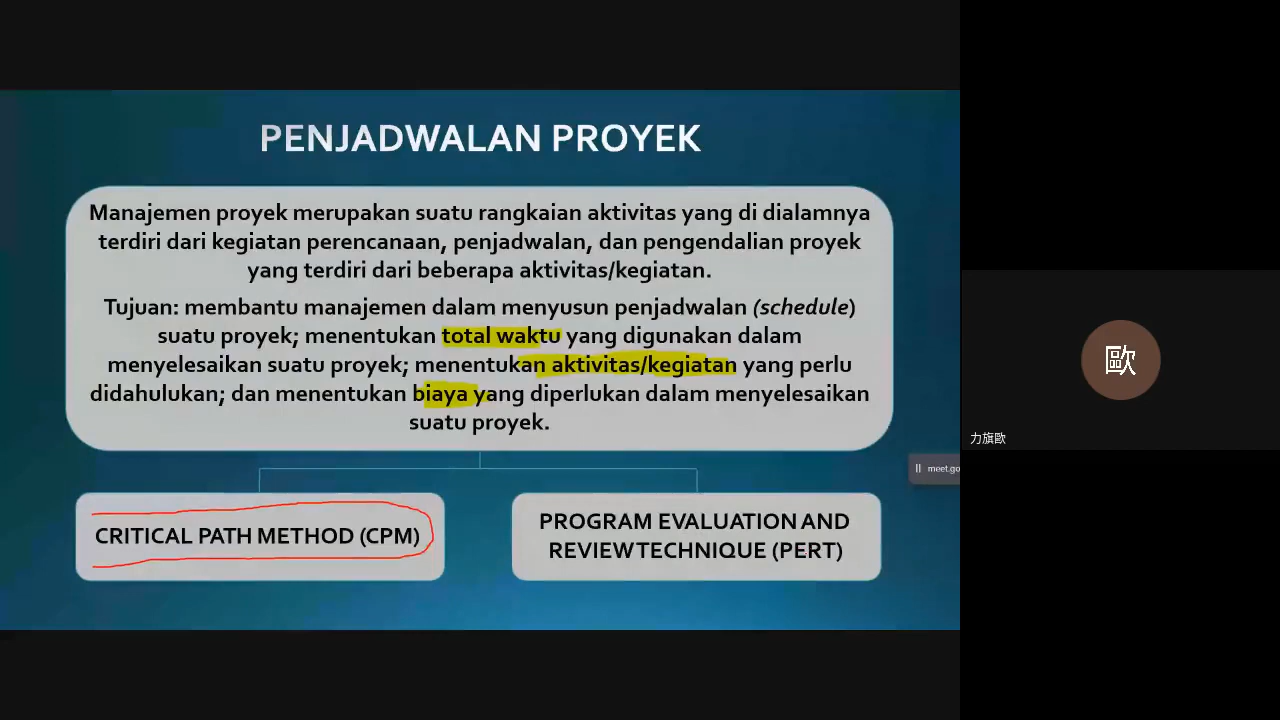 PENJADWALAN PROYEK
Manajemen proyek merupakan suatu rangkaian aktivitas yang di dialamnya
terdiri dari kegiatan perencanaan, penjadwalan, dan pengendalian proyek
yang terdiri dari beberapa aktivitas/kegiatan.
Tujuan: membantu manajemen dalam menyusun penjadwalan (schedule)
suatu proyek; menentukan total waktu yang digunakan dalam
menyelesaikan suatu proyek; menentukan aktivitas/kegiatan yang perlu
didahulukan; dan menentukan biaya yang diperlukan dalam menyelesaikan
suatu proyek.
CRITICAL PATH METHOD (CPM)
PROGRAM EVALUATION AND
REVIEW TECHNIQUE (PERT)
meet.go
歐
力旗歐